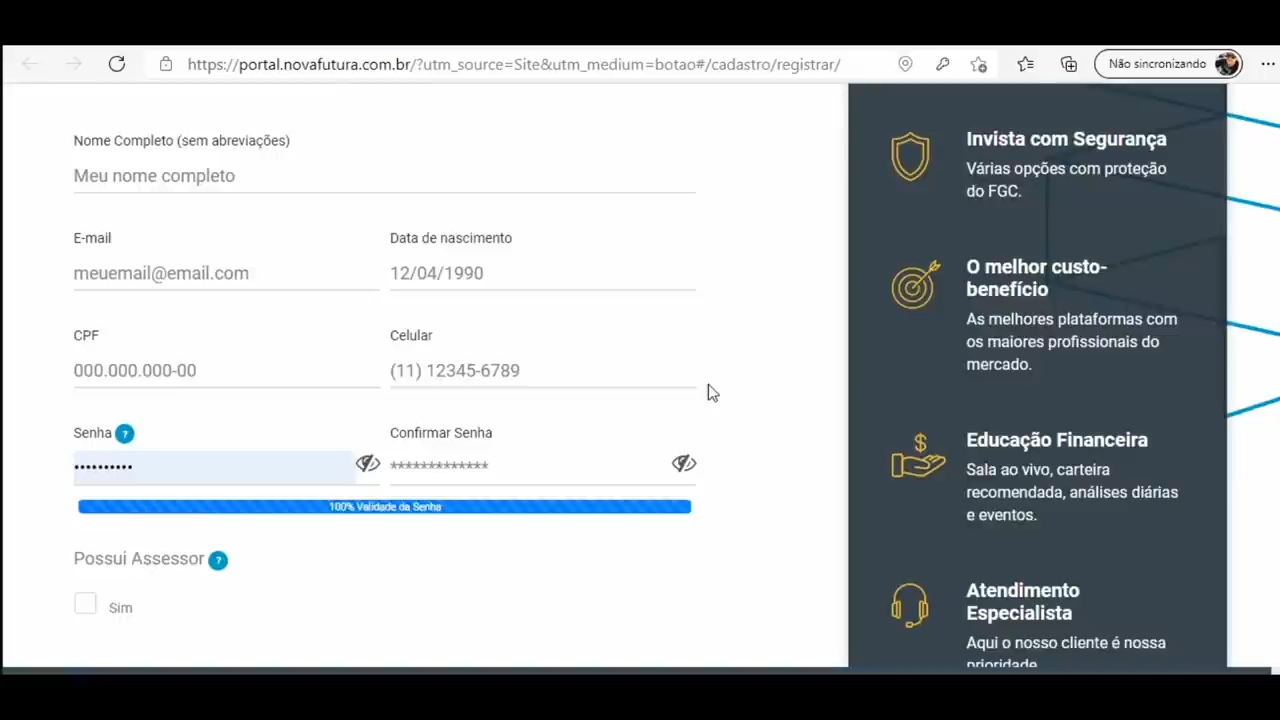 https://portal.novafutura.com.br/?utm_source=Site&utm_medium=botao#/cadastro/registrar/
Não sincronizando
Nome Completo (sem abreviações)
Meu nome completo
E-mail
Data de nascimento
meuemail@email.com
12/04/1990
CPF
Celular
000.000.000-00
(11) 12345-6789
Senha ?
Confirmar Senha
••••••••••
*************
100% Validade da Senha
Possui Assessor ?
Sim
Invista com Segurança
Várias opções com proteção
do FGC.
O melhor custo-
benefício
As melhores plataformas com
os maiores profissionais do
mercado.
Educação Financeira
Sala ao vivo, carteira
recomendada, análises diárias
e eventos.
Atendimento
Especialista
Aqui o nosso cliente é nossa
prioridade